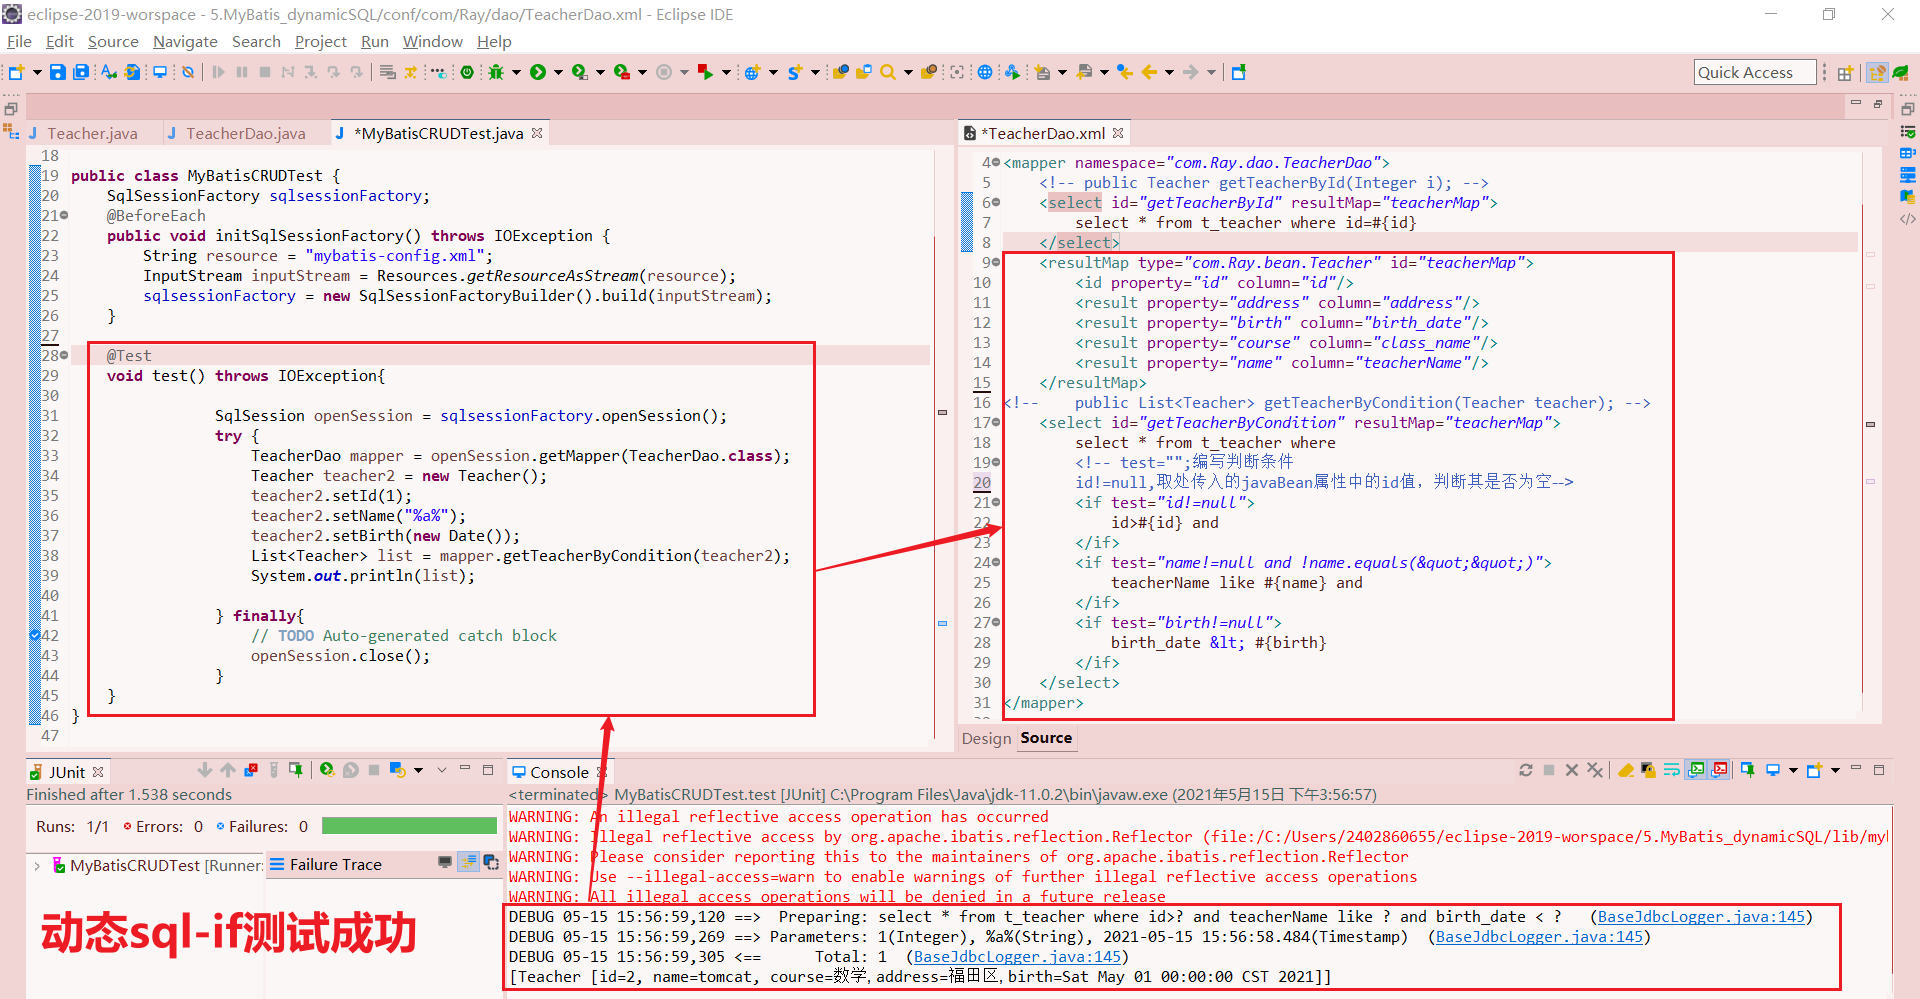 eclipse-2019-worspace - 5.MyBatis_dynamicSQL/conf/com/Ray/dao/TeacherDao.xml - Eclipse IDE
File Edit Source Navigate Search Project Run Window Help
Quick Access
Teacher.java TeacherDao.java *MyBatisCRUDTest.java
18
19 public class MyBatisCRUDTest {
20 SqlSessionFactory sqlsessionFactory;
21 @BeforeEach
22 public void initSqlSessionFactory() throws IOException {
23 String resource = "mybatis-config.xml";
24 InputStream inputStream = Resources.getResourceAsStream(resource);
25 sqlsessionFactory = new SqlSessionFactoryBuilder().build(inputStream);
26 }
27
28 @Test
29 void test() throws IOException{
30
31 SqlSession openSession = sqlsessionFactory.openSession();
32 try {
33 TeacherDao mapper = openSession.getMapper(TeacherDao.class);
34 Teacher teacher2 = new Teacher();
35 teacher2.setId(1);
36 teacher2.setName("%a%");
37 teacher2.setBirth(new Date());
38 List<Teacher> list = mapper.getTeacherByCondition(teacher2);
39 System.out.println(list);
40
41 } finally{
42 // TODO Auto-generated catch block
43 openSession.close();
44 }
45 }
46 }
47
*TeacherDao.xml
4 <mapper namespace="com.Ray.dao.TeacherDao">
5 <!-- public Teacher getTeacherById(Integer i); -->
6 <select id="getTeacherById" resultMap="teacherMap">
7 select * from t_teacher where id=#{id}
8 </select>
9 <resultMap type="com.Ray.bean.Teacher" id="teacherMap">
10 <id property="id" column="id"/>
11 <result property="address" column="address"/>
12 <result property="birth" column="birth_date"/>
13 <result property="course" column="class_name"/>
14 <result property="name" column="teacherName"/>
15 </resultMap>
16 <!-- public List<Teacher> getTeacherByCondition(Teacher teacher); -->
17 <select id="getTeacherByCondition" resultMap="teacherMap">
18 select * from t_teacher where
19 <!-- test="";编写判断条件
20 id!=null,取处传入的javaBean属性中的id值，判断其是否为空-->
21 <if test="id!=null">
22 id>#{id} and
23 </if>
24 <if test="name!=null and !name.equals(&quot;&quot;)">
25 teacherName like #{name} and
26 </if>
27 <if test="birth!=null">
28 birth_date &lt; #{birth}
29 </if>
30 </select>
31 </mapper>
Design Source
JUnit
Finished after 1.538 seconds
Runs: 1/1 Errors: 0 Failures: 0
MyBatisCRUDTest [Runner: Failure Trace
动态sql-if测试成功
Console
<terminated> MyBatisCRUDTest.test [JUnit] C:\Program Files\Java\jdk-11.0.2\bin\javaw.exe (2021年5月15日 下午3:56:57)
WARNING: An illegal reflective access operation has occurred
WARNING: Illegal reflective access by org.apache.ibatis.reflection.Reflector (file:/C:/Users/2402860655/eclipse-2019-worspace/5.MyBatis_dynamicSQL/lib/myl
WARNING: Please consider reporting this to the maintainers of org.apache.ibatis.reflection.Reflector
WARNING: Use --illegal-access=warn to enable warnings of further illegal reflective access operations
WARNING: All illegal access operations will be denied in a future release
DEBUG 05-15 15:56:59,120 ==>  Preparing: select * from t_teacher where id>? and teacherName like ? and birth_date < ?   (BaseJdbcLogger.java:145)
DEBUG 05-15 15:56:59,269 ==> Parameters: 1(Integer), %a%(String), 2021-05-15 15:56:58.484(Timestamp)  (BaseJdbcLogger.java:145)
DEBUG 05-15 15:56:59,305 <==      Total: 1  (BaseJdbcLogger.java:145)
[Teacher [id=2, name=tomcat, course=数学, address=福田区, birth=Sat May 01 00:00:00 CST 2021]]